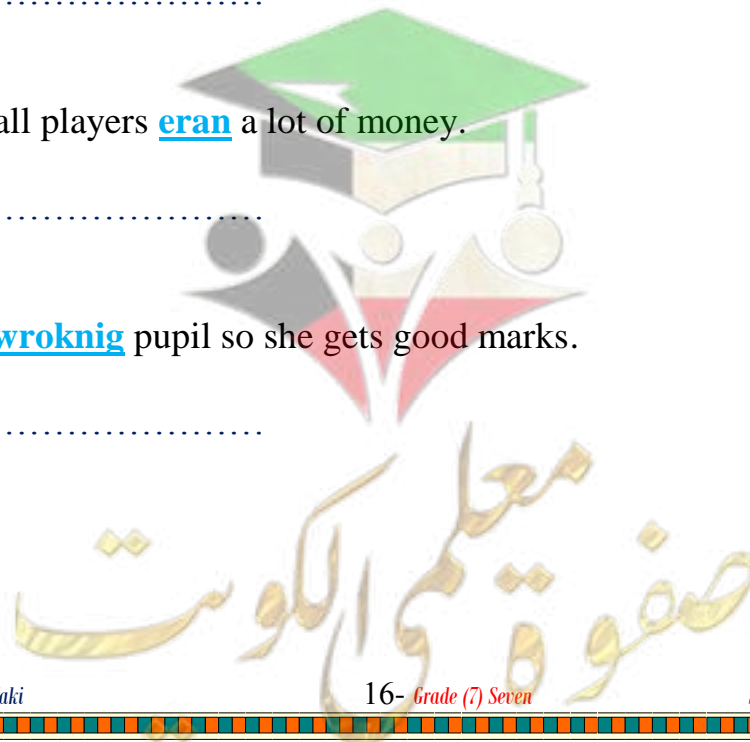 ....................
all players eran a lot of money.
....................
wroknig pupil so she gets good marks.
....................
صفوة معلمى الكويت
aki 16- Grade (7) Seven